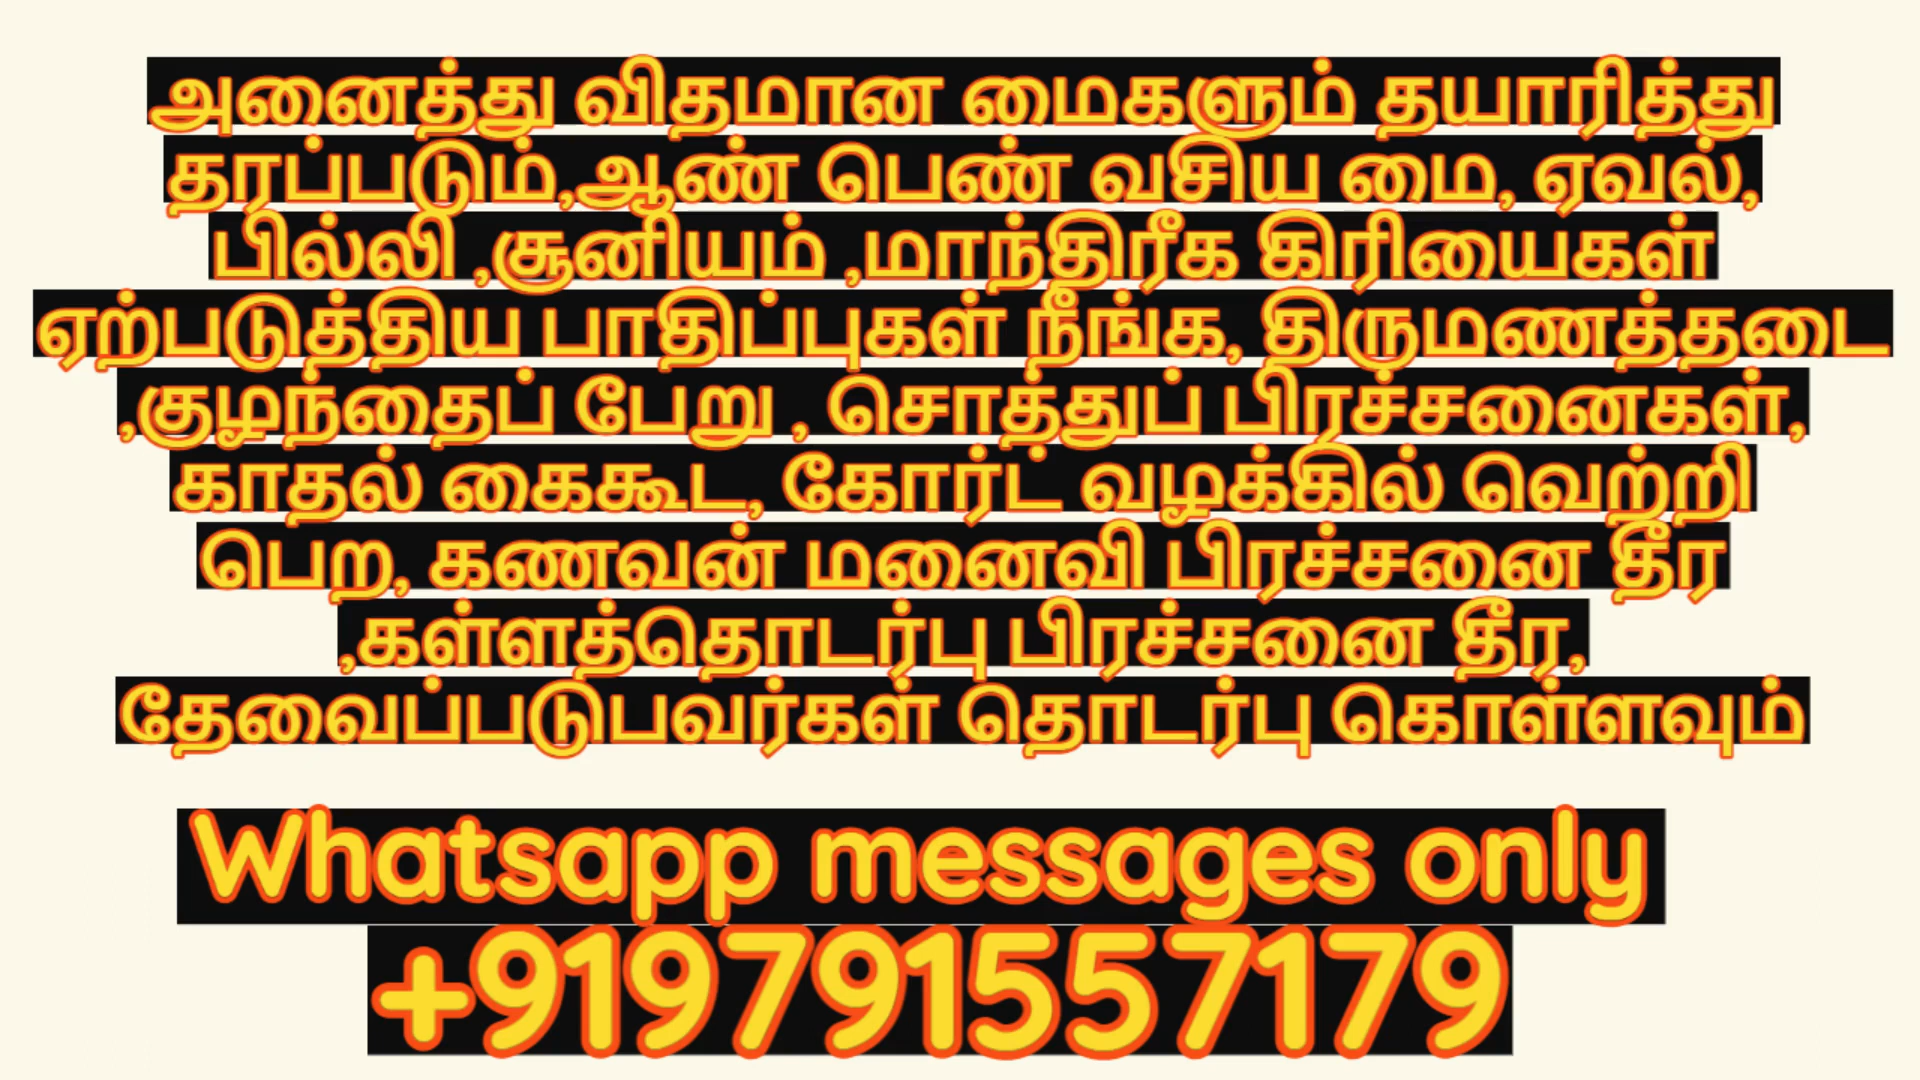 அனைத்து விதமான மைகளும் தயாரித்து
தரப்படும்,ஆண் பெண் வசிய மை, ஏவல்,
பில்லி ,சூனியம் ,மாந்திரீக கிரியைகள்
ஏற்படுத்திய பாதிப்புகள் நீங்க, திருமணத்தடை
,குழந்தைப் பேறு , சொத்துப் பிரச்சனைகள்,
காதல் கைகூட, கோர்ட் வழக்கில் வெற்றி
பெற, கணவன் மனைவி பிரச்சனை தீர
,கள்ளத்தொடர்பு பிரச்சனை தீர,
தேவைப்படுபவர்கள் தொடர்பு கொள்ளவும்
Whatsapp messages only
+919791557179